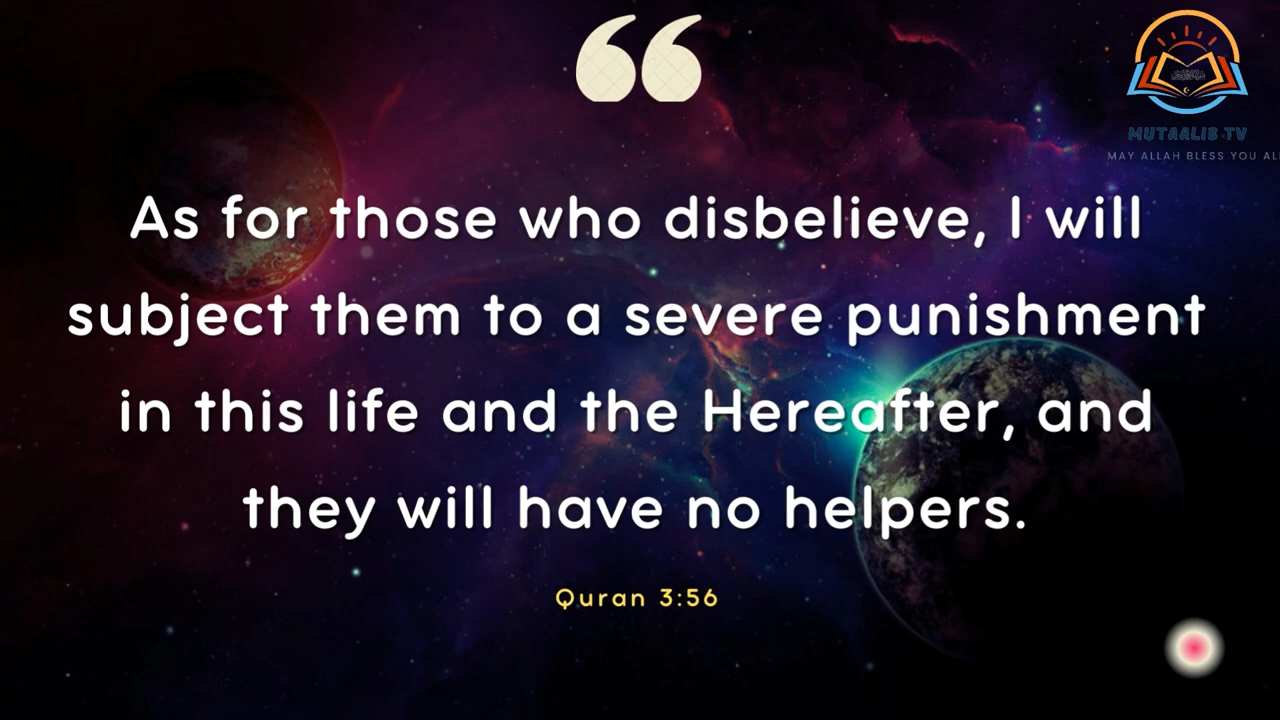 MUTAALIB TV
MAY ALLAH BLESS YOU AL
As for those who disbelieve, I will
subject them to a severe punishment
in this life and the Hereafter, and
they will have no helpers.
Quran 3:56